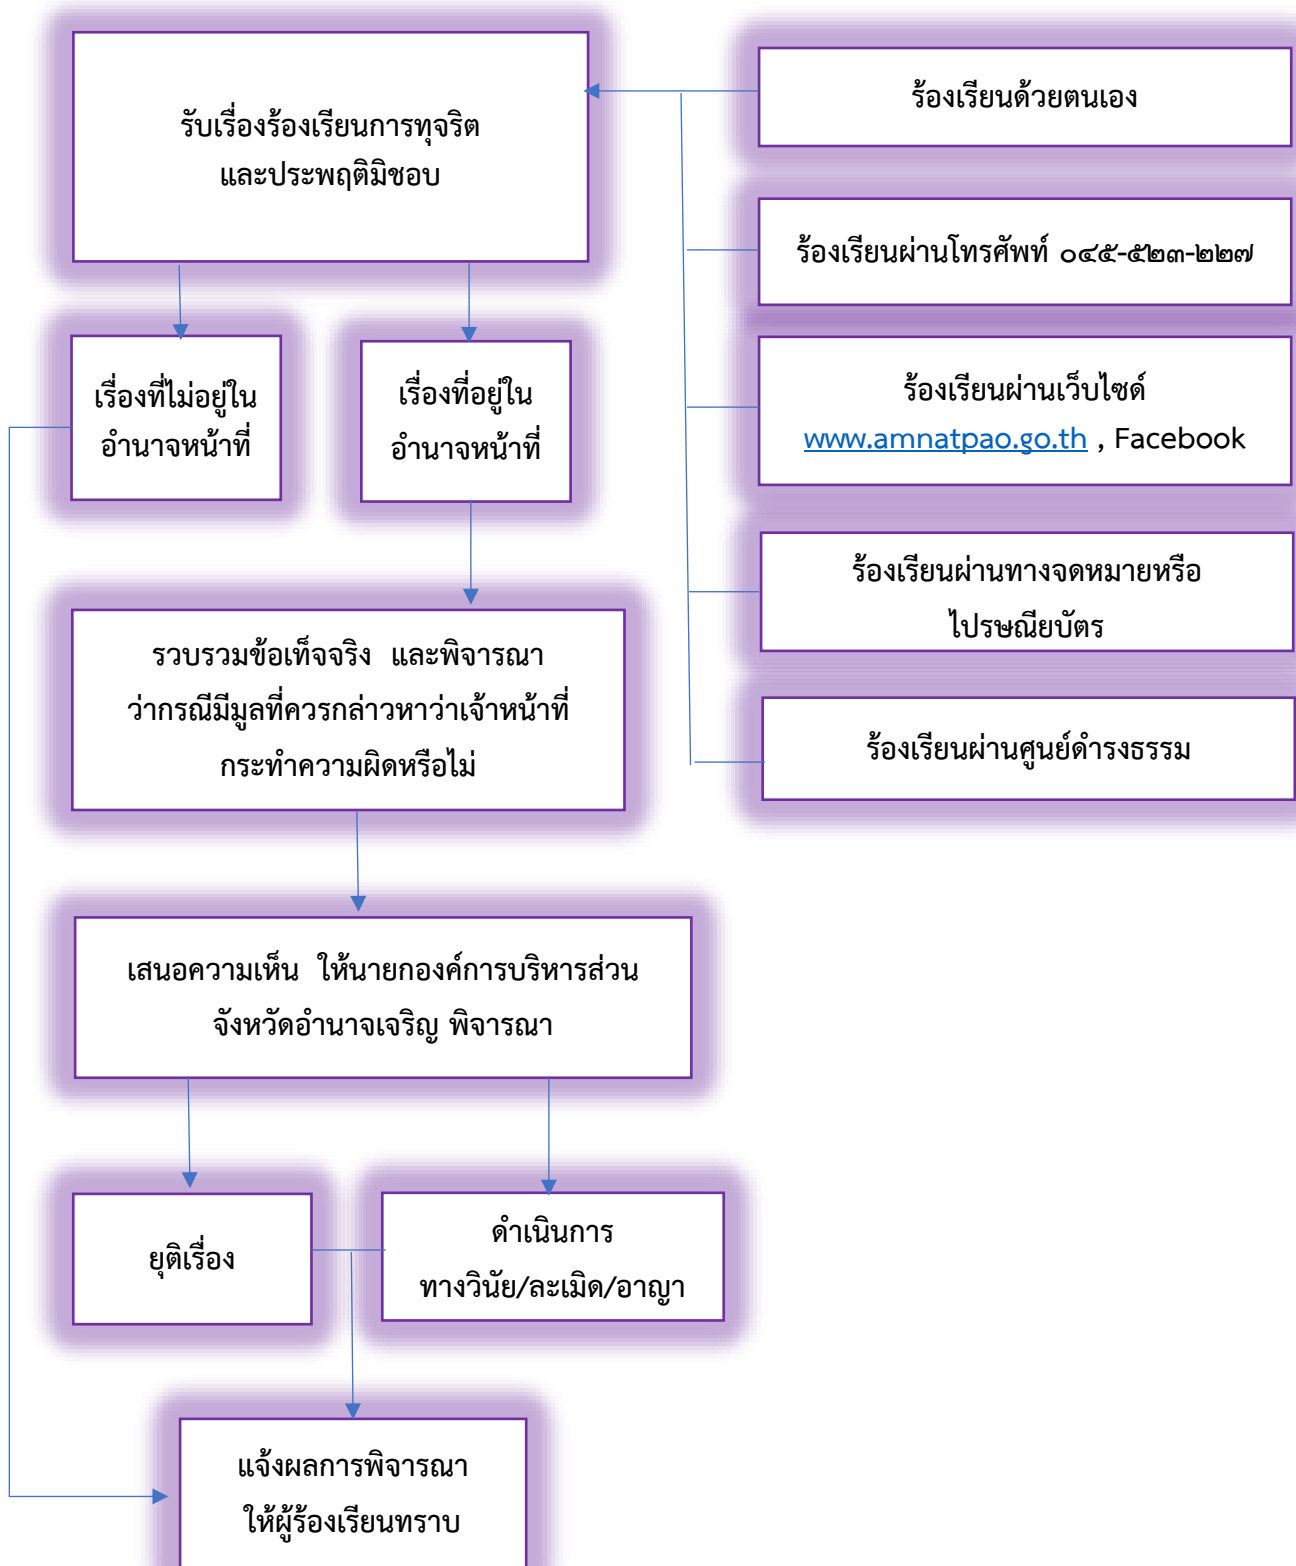 รับเรื่องร้องเรียนการทุจริต
และประพฤติมิชอบ
ร้องเรียนด้วยตนเอง
ร้องเรียนผ่านโทรศัพท์ ๐๔๕-๕๒๓-๒๒๗
ร้องเรียนผ่านเว็บไซด์
www.amnatpao.go.th , Facebook
ร้องเรียนผ่านทางจดหมายหรือ
ไปรษณียบัตร
ร้องเรียนผ่านศูนย์ดำรงธรรม
เรื่องที่ไม่อยู่ใน
อำนาจหน้าที่
เรื่องที่อยู่ใน
อำนาจหน้าที่
รวบรวมข้อเท็จจริง และพิจารณา
ว่ากรณีมีมูลที่ควรกล่าวหาว่าเจ้าหน้าที่
กระทำความผิดหรือไม่
เสนอความเห็น ให้นายกองค์การบริหารส่วน
จังหวัดอำนาจเจริญ พิจารณา
ยุติเรื่อง
ดำเนินการ
ทางวินัย/ละเมิด/อาญา
แจ้งผลการพิจารณา
ให้ผู้ร้องเรียนทราบ